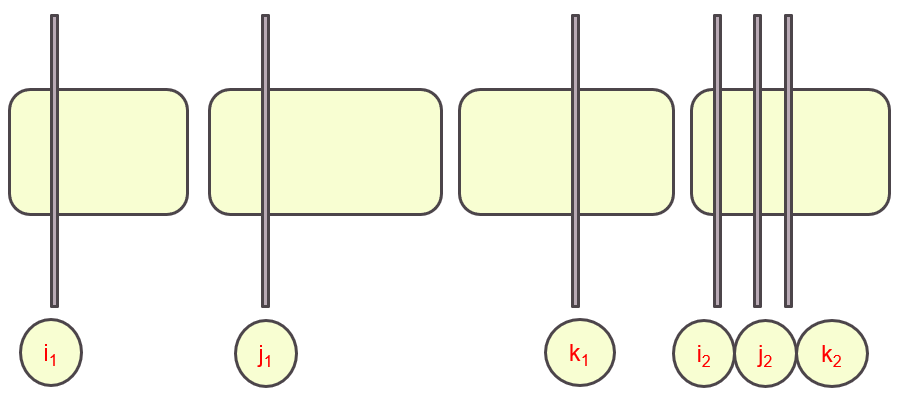 i₁ j₁ k₁ i₂ j₂ k₂